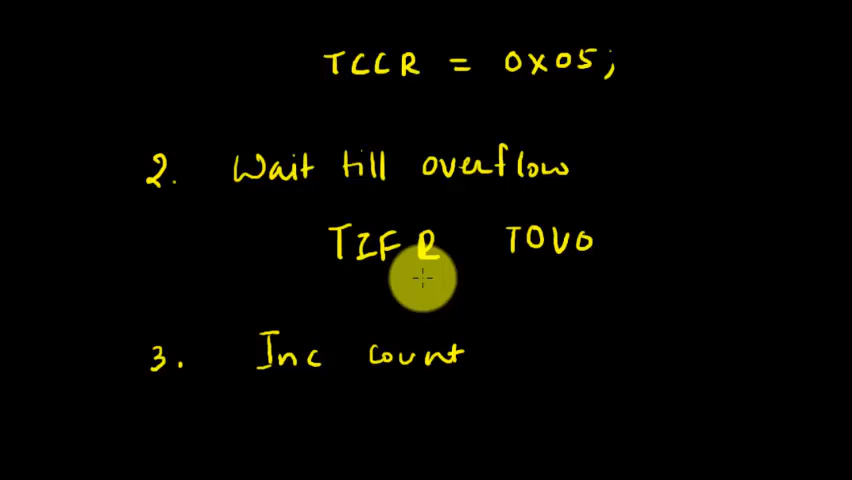 TCCR = 0X05;
2. Wait till overflow
TIFR TOV0
3. Inc count